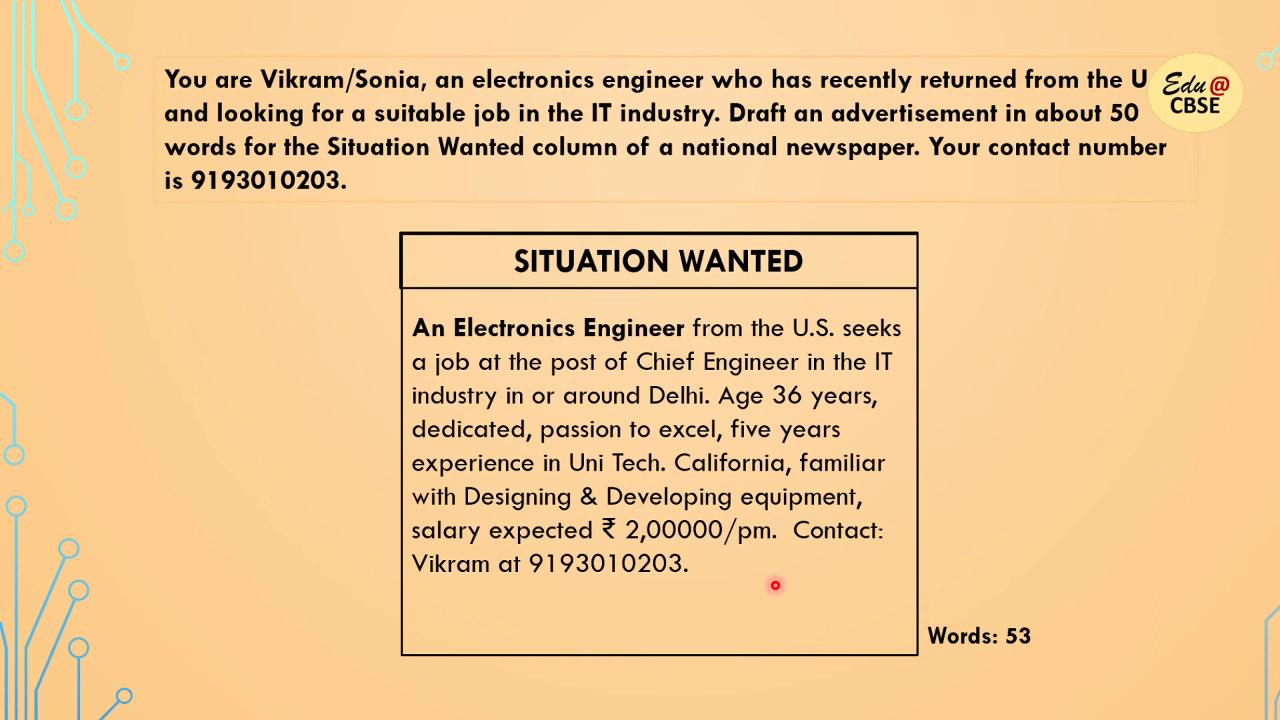 You are Vikram/Sonia, an electronics engineer who has recently returned from the U
and looking for a suitable job in the IT industry. Draft an advertisement in about 50
words for the Situation Wanted column of a national newspaper. Your contact number
is 9193010203.
Edu @
CBSE
SITUATION WANTED
An Electronics Engineer from the U.S. seeks
a job at the post of Chief Engineer in the IT
industry in or around Delhi. Age 36 years,
dedicated, passion to excel, five years
experience in Uni Tech. California, familiar
with Designing & Developing equipment,
salary expected ₹ 2,00000/pm. Contact:
Vikram at 9193010203.
Words: 53